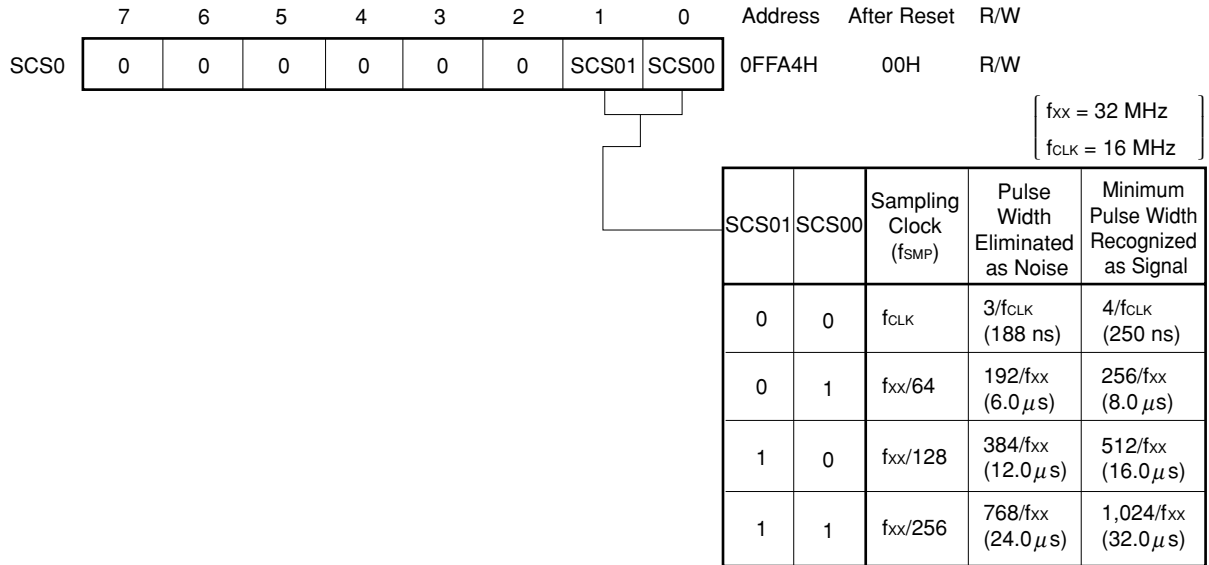 7 6 5 4 3 2 1 0 Address After Reset R/W
SCS0 0 0 0 0 0 0 SCS01 SCS00 0FFA4H 00H R/W
fXX = 32 MHz
fCLK = 16 MHz
SCS01 SCS00 Sampling Clock (fSMP) Pulse Width Eliminated as Noise Minimum Pulse Width Recognized as Signal
0 0 fCLK 3/fCLK (188 ns) 4/fCLK (250 ns)
0 1 fXX/64 192/fXX (6.0 μs) 256/fXX (8.0 μs)
1 0 fXX/128 384/fXX (12.0 μs) 512/fXX (16.0 μs)
1 1 fXX/256 768/fXX (24.0 μs) 1,024/fXX (32.0 μs)